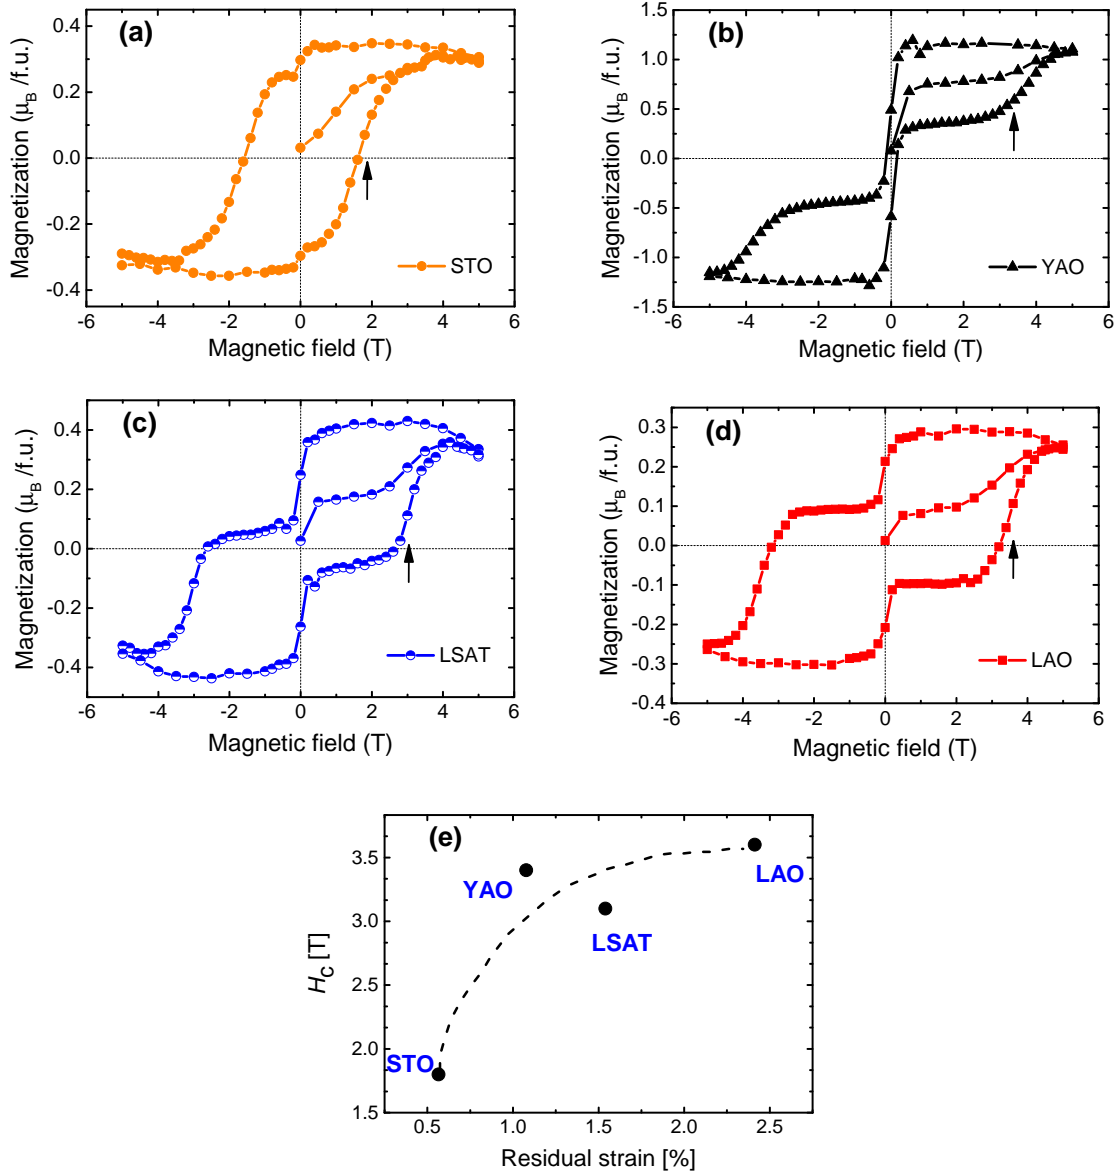 (a)
Magnetization (μB /f.u.)
0.4
0.2
0.0
-0.2
-0.4
-6 -4 -2 0 2 4 6
Magnetic field (T)
STO
(b)
Magnetization (μB /f.u.)
1.5
1.0
0.5
0.0
-0.5
-1.0
-1.5
-6 -4 -2 0 2 4 6
Magnetic field (T)
YAO
(c)
Magnetization (μB /f.u.)
0.4
0.2
0.0
-0.2
-0.4
-6 -4 -2 0 2 4 6
Magnetic field (T)
LSAT
(d)
Magnetization (μB /f.u.)
0.3
0.2
0.1
0.0
-0.1
-0.2
-0.3
-0.4
-6 -4 -2 0 2 4 6
Magnetic field (T)
LAO
(e)
HC [T]
3.5
3.0
2.5
2.0
1.5
YAO
LAO
LSAT
STO
0.5 1.0 1.5 2.0 2.5
Residual strain [%]